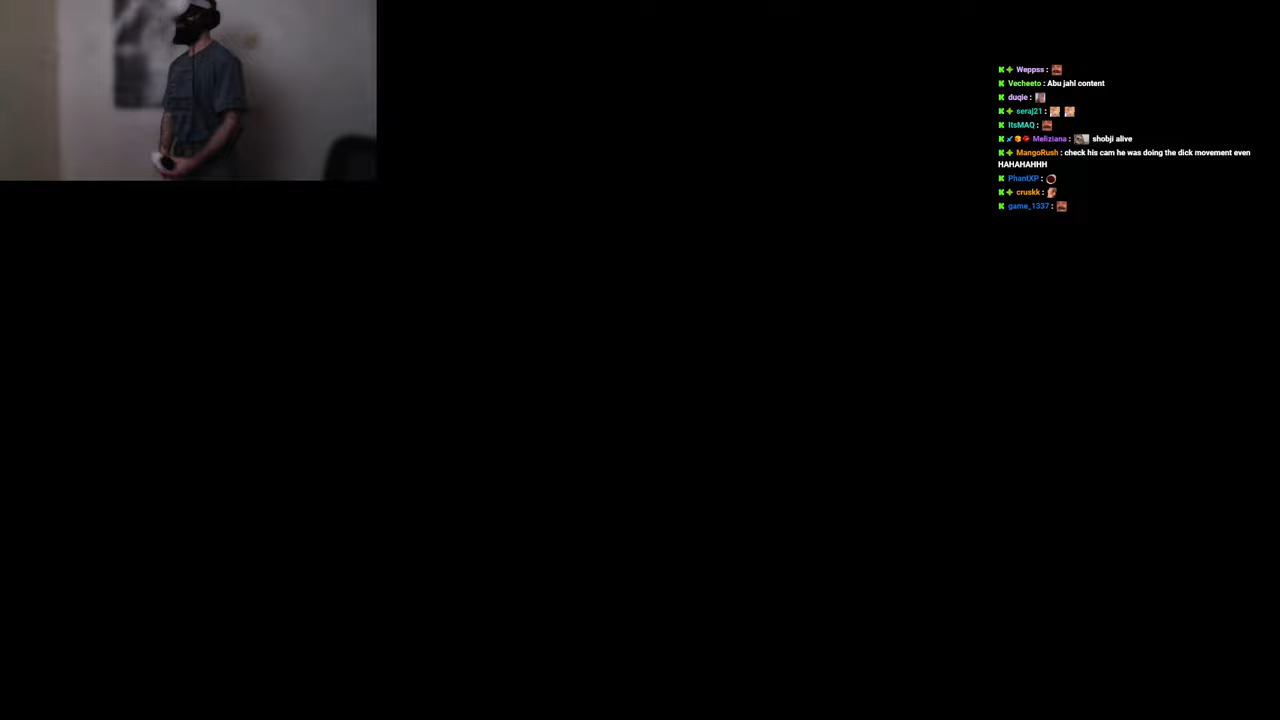 Weppss :
Vecheeto : Abu jahl content
duqie :
seraj21 :
ItsMAQ :
Meliziana : shobji alive
MangoRush : check his cam he was doing the dick movement even
HAHAHAHHH
PhantXP :
cruskk :
game_1337 :